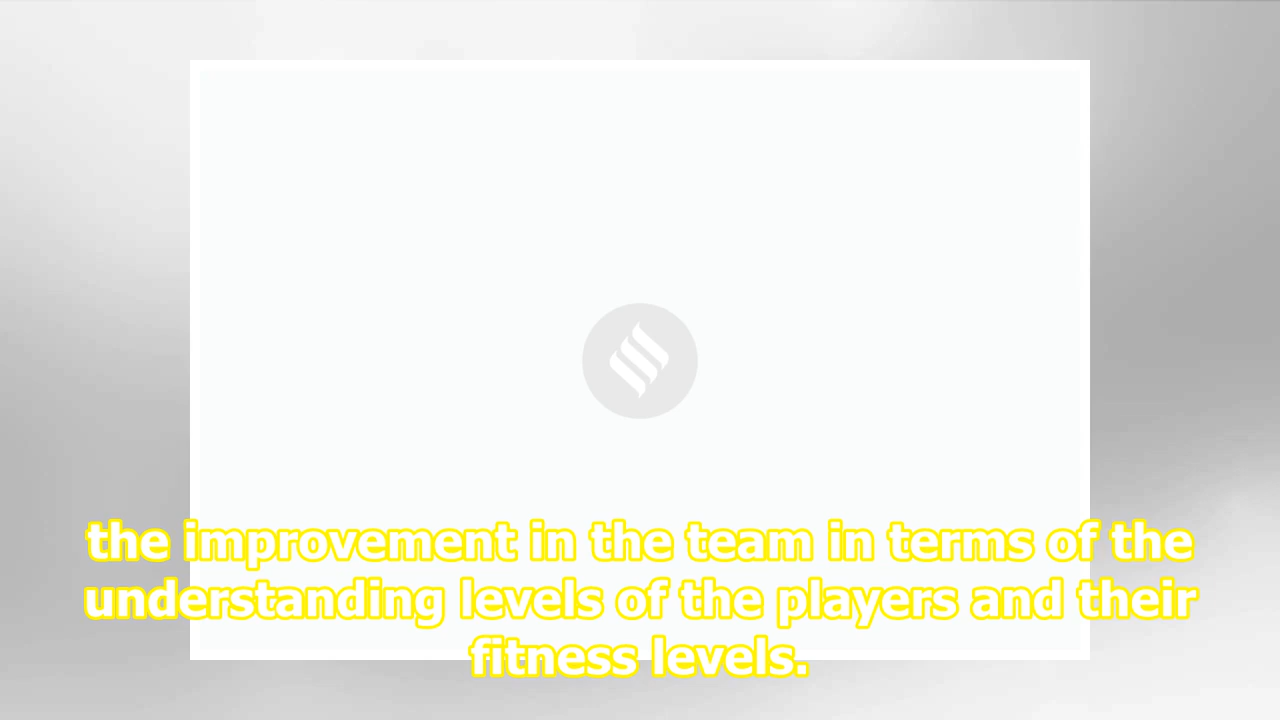 the improvement in the team in terms of the
understanding levels of the players and their
fitness levels.